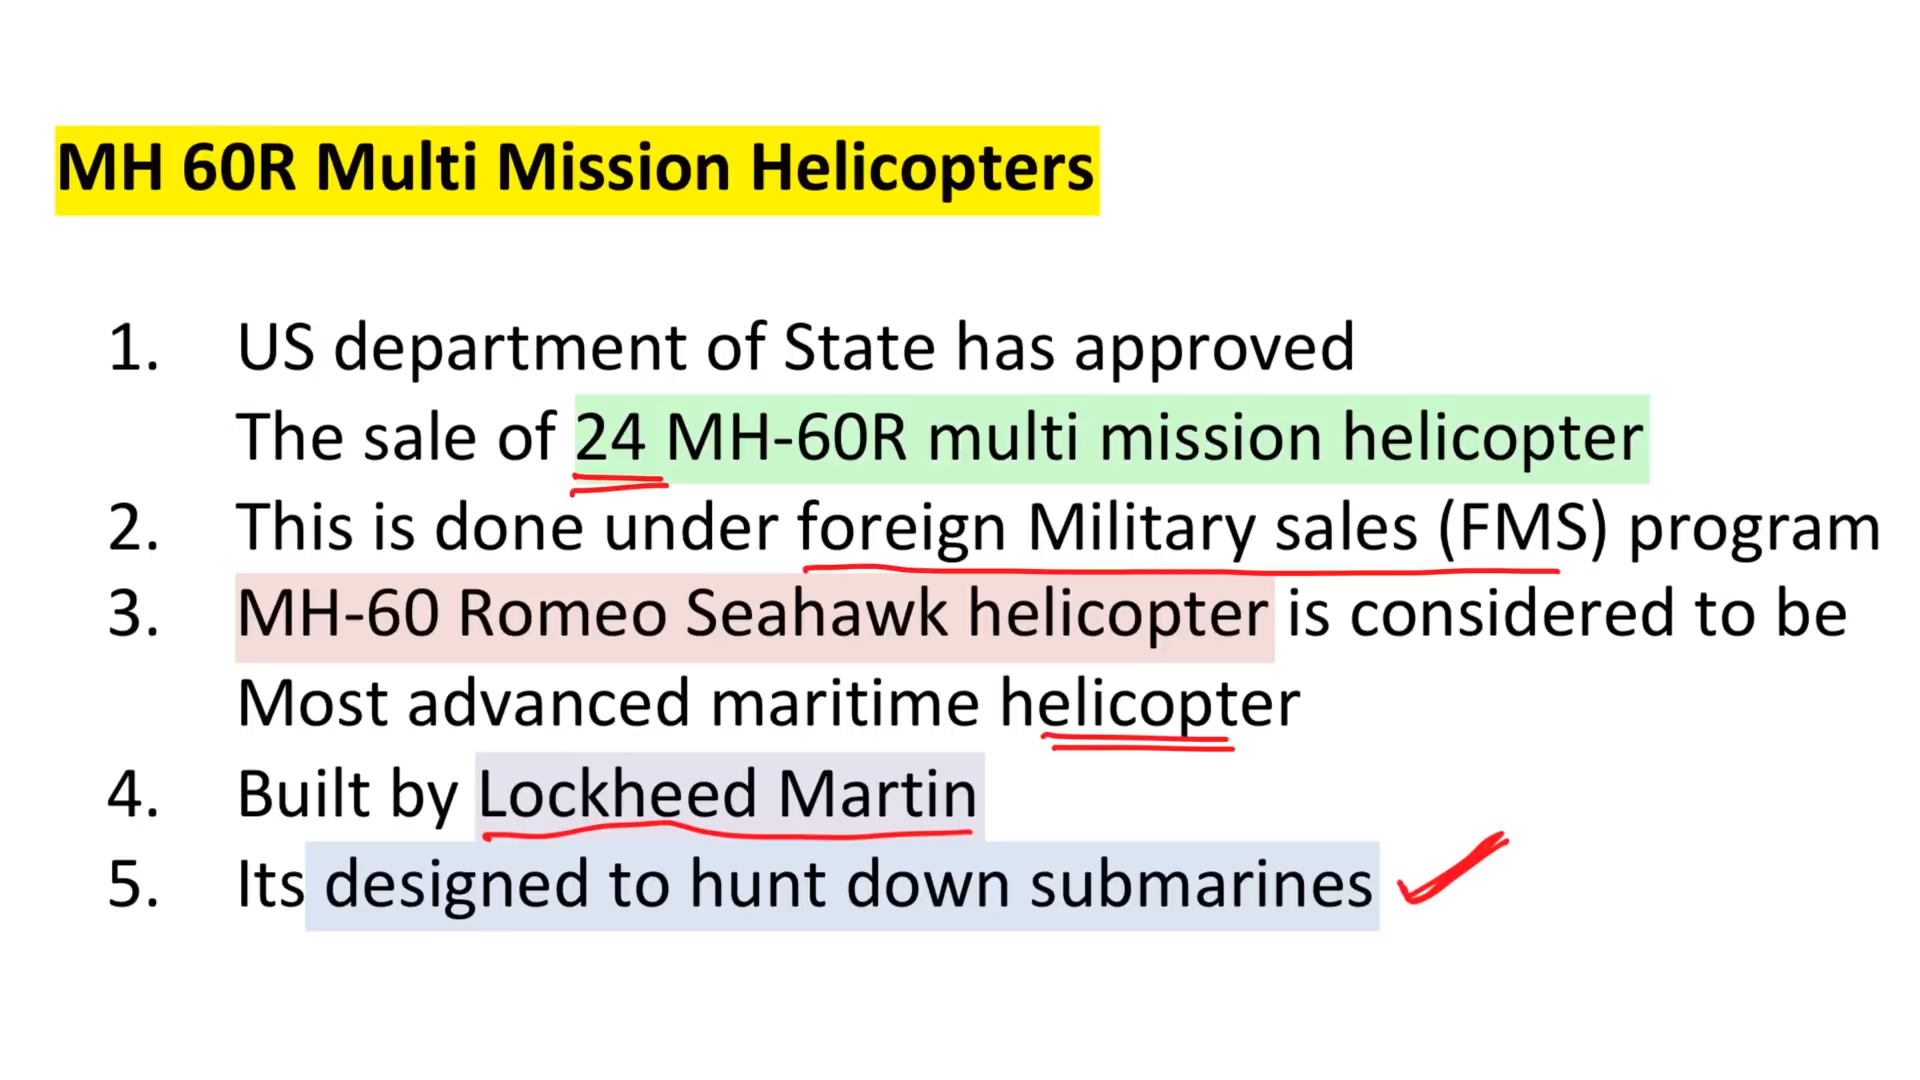 MH 60R Multi Mission Helicopters
1. US department of State has approved
The sale of 24 MH-60R multi mission helicopter
2. This is done under foreign Military sales (FMS) program
3. MH-60 Romeo Seahawk helicopter is considered to be
Most advanced maritime helicopter
4. Built by Lockheed Martin
5. Its designed to hunt down submarines